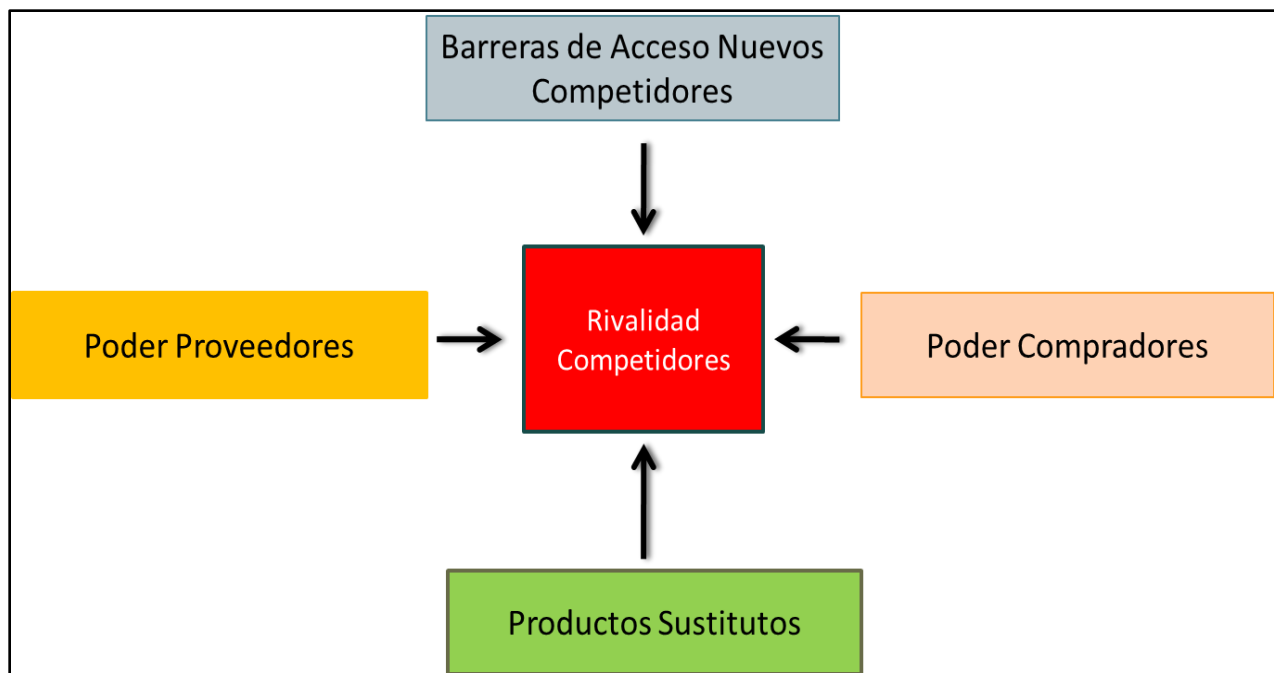 Barreras de Acceso Nuevos
Competidores
Poder Proveedores
Rivalidad
Competidores
Poder Compradores
Productos Sustitutos